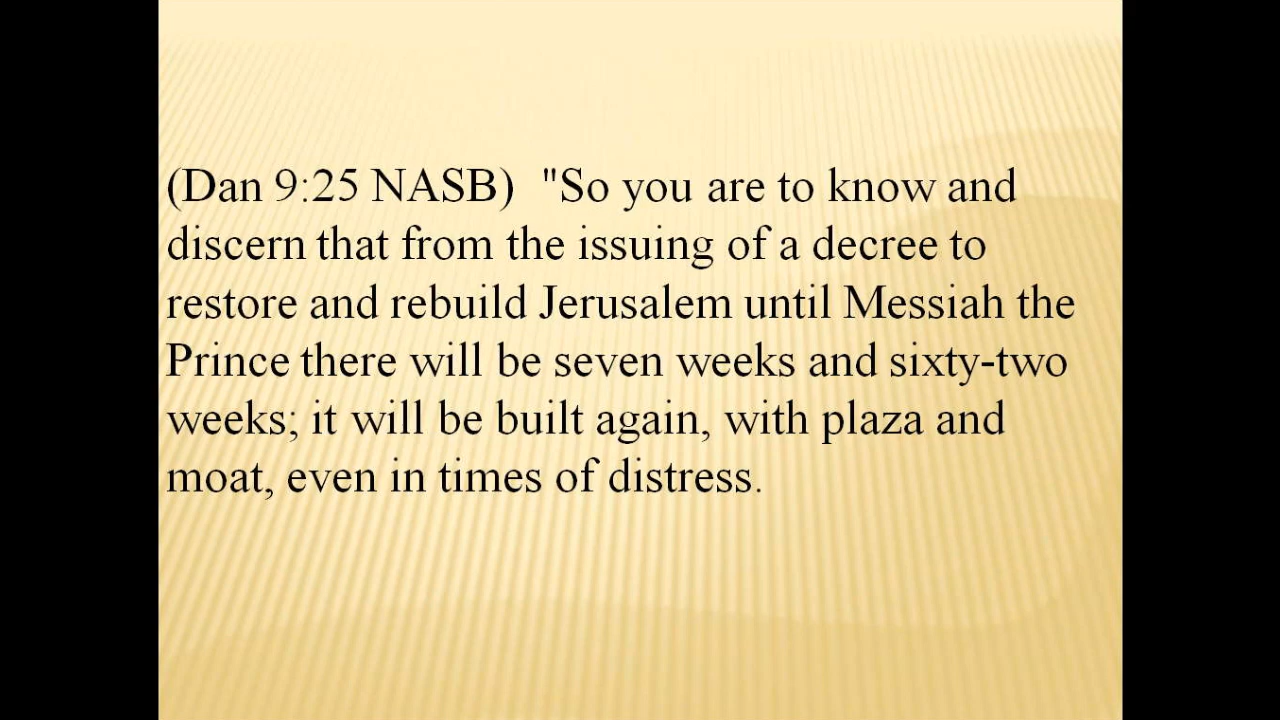 (Dan 9:25 NASB)  "So you are to know and
discern that from the issuing of a decree to
restore and rebuild Jerusalem until Messiah the
Prince there will be seven weeks and sixty-two
weeks; it will be built again, with plaza and
moat, even in times of distress.